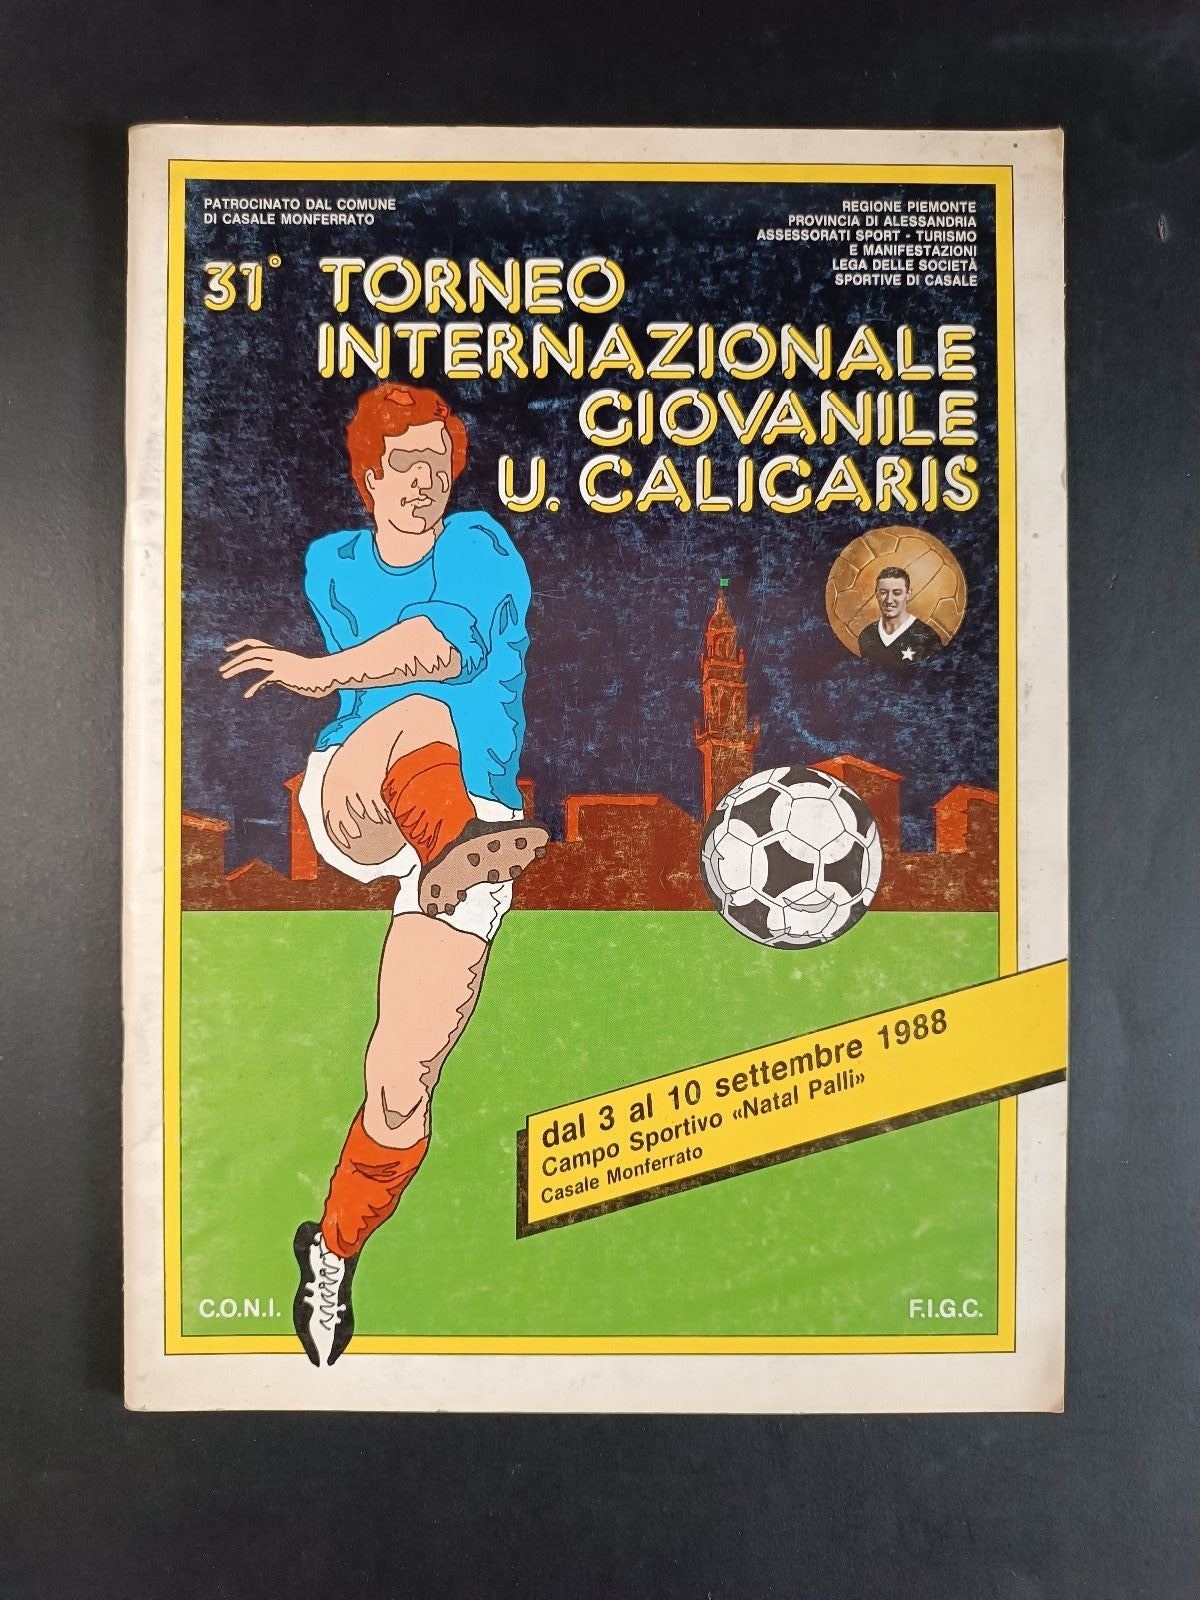 PATROCINATO DAL COMUNE
DI CASALE MONFERRATO
REGIONE PIEMONTE
PROVINCIA DI ALESSANDRIA
ASSESSORATI SPORT - TURISMO
E MANIFESTAZIONI
LEGA DELLE SOCIETÀ
SPORTIVE DI CASALE
31° TORNEO
INTERNAZIONALE
GIOVANILE
U. CALIGARIS
dal 3 al 10 settembre 1988
Campo Sportivo «Natal Palli»
Casale Monferrato
C.O.N.I.
F.I.G.C.